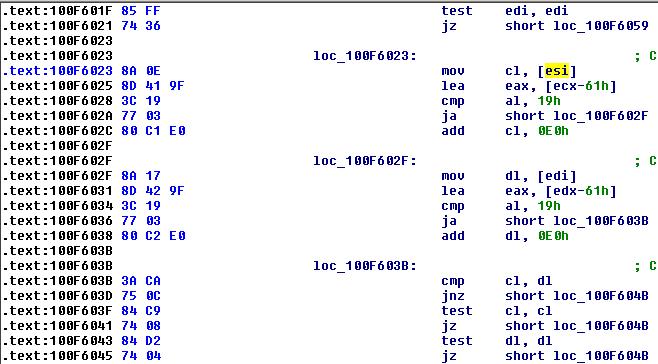 .text:100F601F 85 FF test edi, edi
.text:100F6021 74 36 jz short loc_100F6059
.text:100F6023
.text:100F6023 loc_100F6023: ; C
.text:100F6023 8A 0E mov cl, [esi]
.text:100F6025 8D 41 9F lea eax, [ecx-61h]
.text:100F6028 3C 19 cmp al, 19h
.text:100F602A 77 03 ja short loc_100F602F
.text:100F602C 80 C1 E0 add cl, 0E0h
.text:100F602F
.text:100F602F loc_100F602F: ; C
.text:100F602F 8A 17 mov dl, [edi]
.text:100F6031 8D 42 9F lea eax, [edx-61h]
.text:100F6034 3C 19 cmp al, 19h
.text:100F6036 77 03 ja short loc_100F603B
.text:100F6038 80 C2 E0 add dl, 0E0h
.text:100F603B
.text:100F603B loc_100F603B: ; C
.text:100F603B 3A CA cmp cl, dl
.text:100F603D 75 0C jnz short loc_100F604B
.text:100F603F 84 C9 test cl, cl
.text:100F6041 74 08 jz short loc_100F604B
.text:100F6043 84 D2 test dl, dl
.text:100F6045 74 04 jz short loc_100F604B